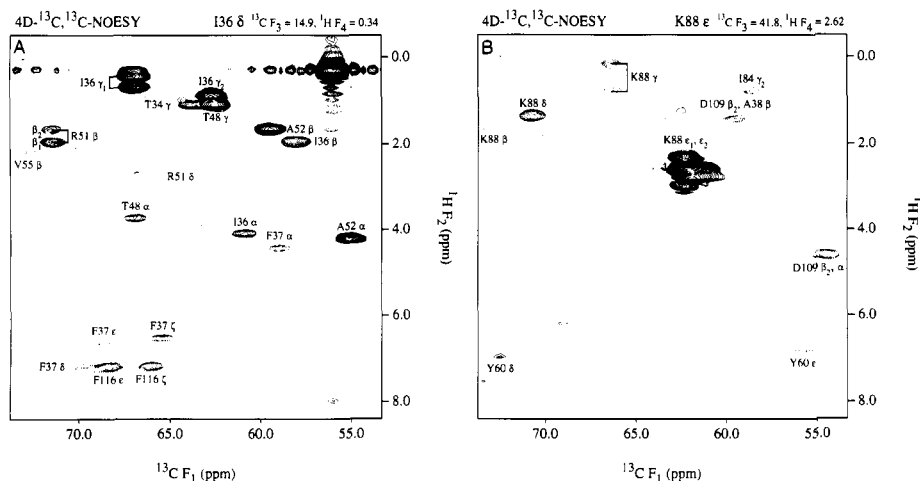 4D-¹³C,¹³C-NOESY I36 δ ¹³C F₃ = 14.9, ¹H F₄ = 0.34
A
0.0
I36 γ₁
I36 γ₂
T34 γ
T48 γ
β₂
β₁
R51 β
A52 β
I36 β
2.0
V55 β
R51 δ
T48 α
I36 α
F37 α
A52 α
4.0
¹H F₂ (ppm)
6.0
F37 ε
F37 ζ
F37 δ
F116 ε
F116 ζ
8.0
70.0 65.0 60.0 55.0
¹³C F₁ (ppm)
4D-¹³C,¹³C-NOESY K88 ε ¹³C F₃ = 41.8, ¹H F₄ = 2.62
B
0.0
K88 γ
I84 γ₂
K88 δ
D109 β₂, A38 β
K88 β
2.0
K88 ε₁, ε₂
4.0
D109 β₂, α
¹H F₂ (ppm)
6.0
Y60 δ
Y60 ε
8.0
70.0 65.0 60.0 55.0
¹³C F₁ (ppm)